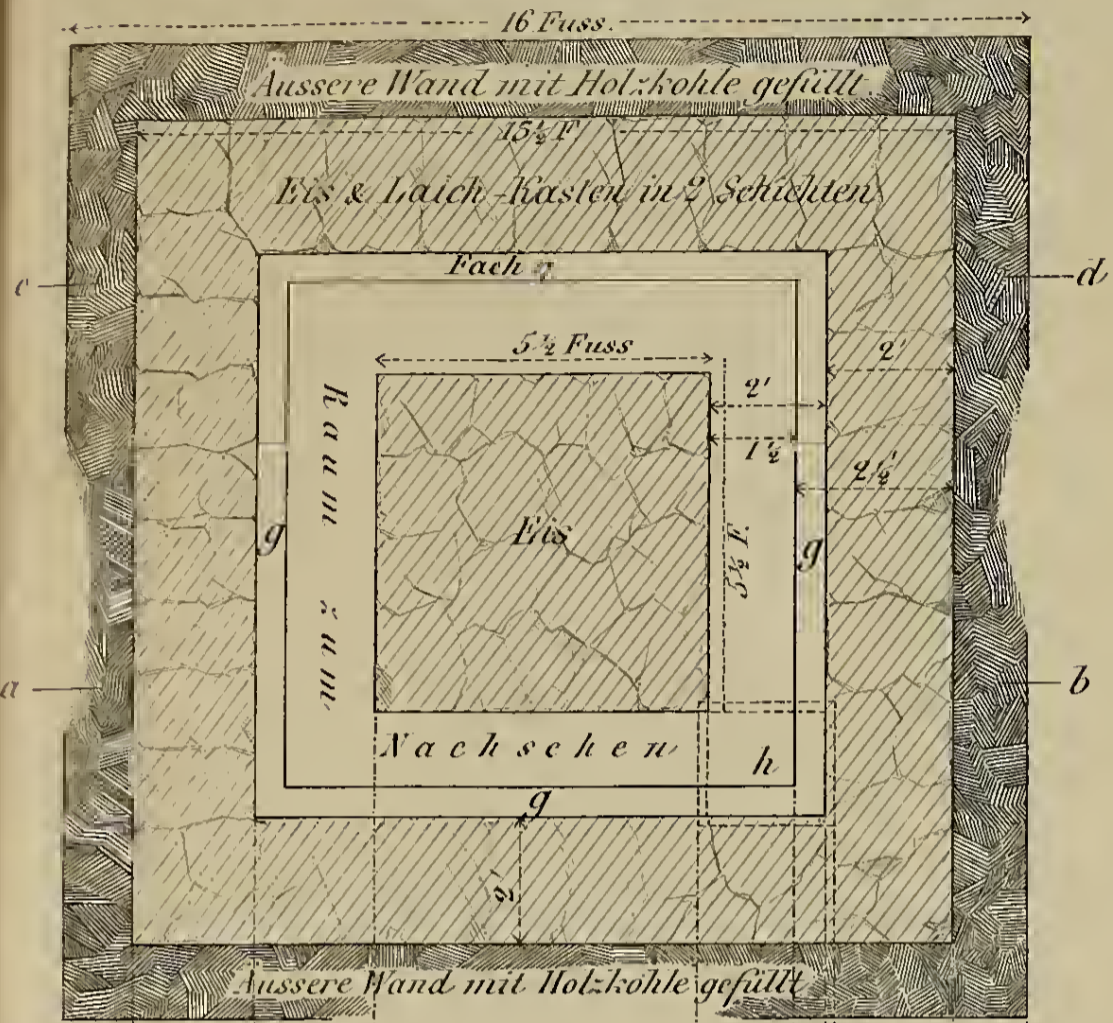 16 Fuss.
Äussere Wand mit Holzkohle gefüllt.
15½ F
Eis & Laich-Kasten in 2 Schichten
Fach g
c
d
5½ Fuss
2'
2'
1½
2½'
Raum zum
Eis
5½ F.
g
g
a
b
Nachsehen
h
g
2'
Äussere Wand mit Holzkohle gefüllt